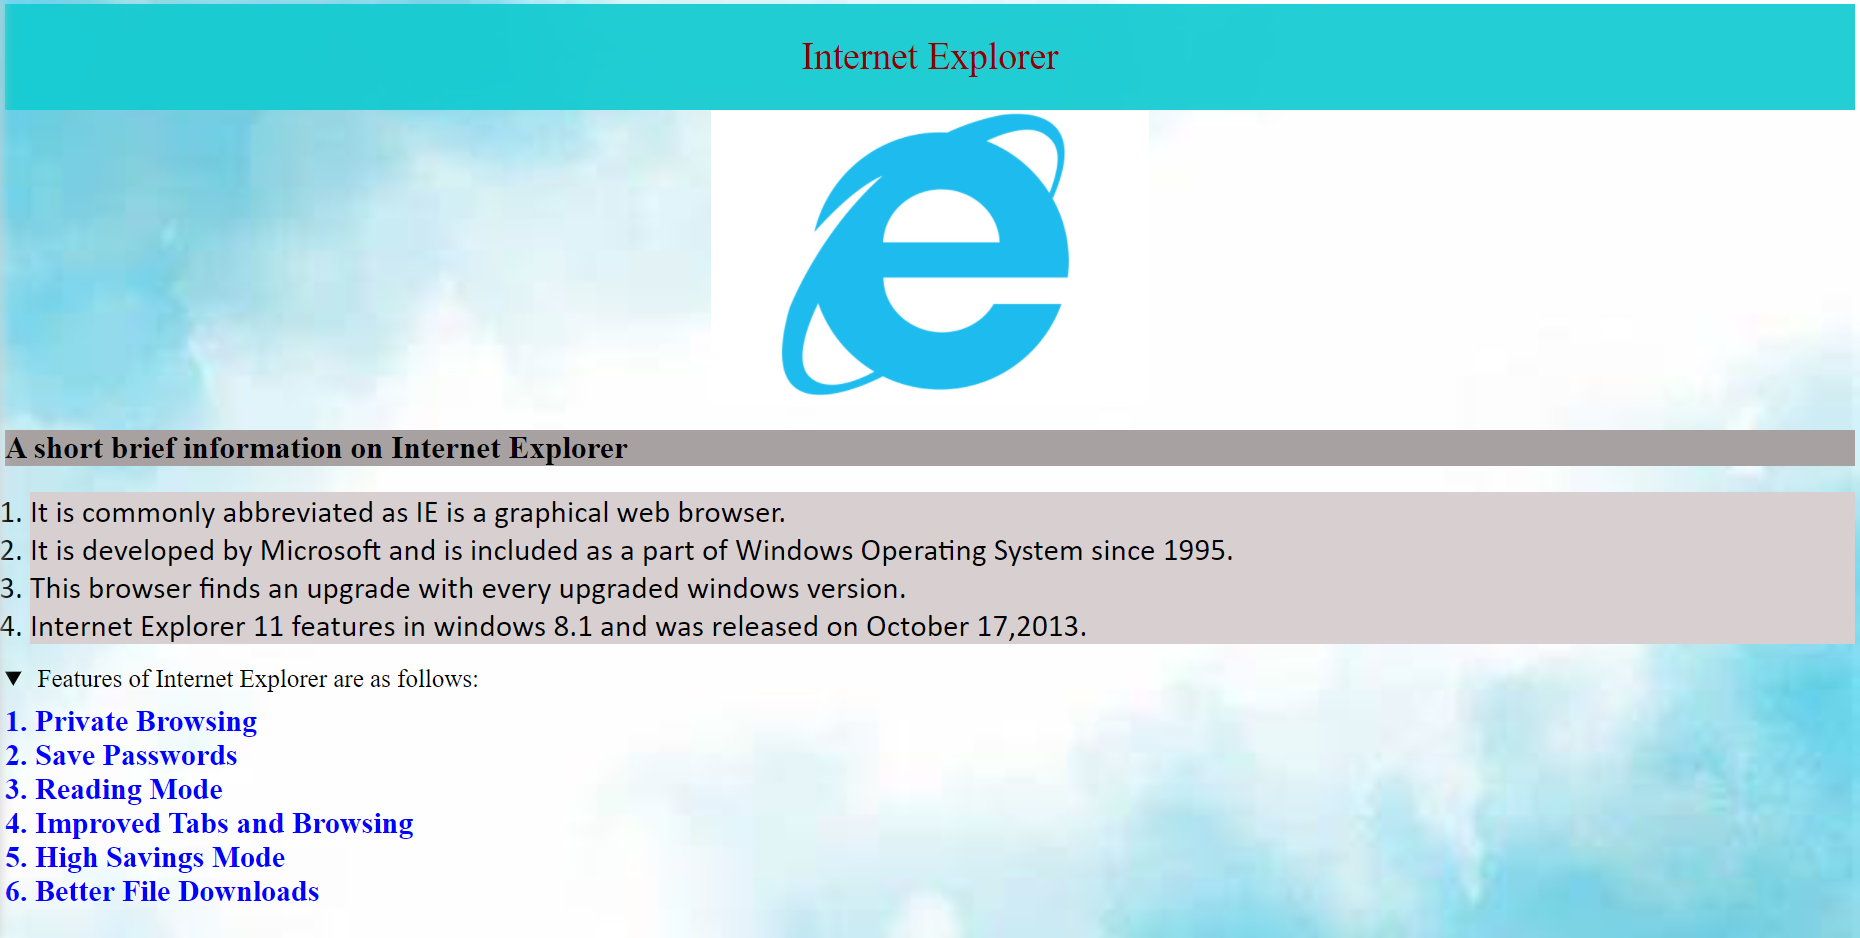 Internet Explorer
A short brief information on Internet Explorer
1. It is commonly abbreviated as IE is a graphical web browser.
2. It is developed by Microsoft and is included as a part of Windows Operating System since 1995.
3. This browser finds an upgrade with every upgraded windows version.
4. Internet Explorer 11 features in windows 8.1 and was released on October 17,2013.
▼ Features of Internet Explorer are as follows:
1. Private Browsing
2. Save Passwords
3. Reading Mode
4. Improved Tabs and Browsing
5. High Savings Mode
6. Better File Downloads